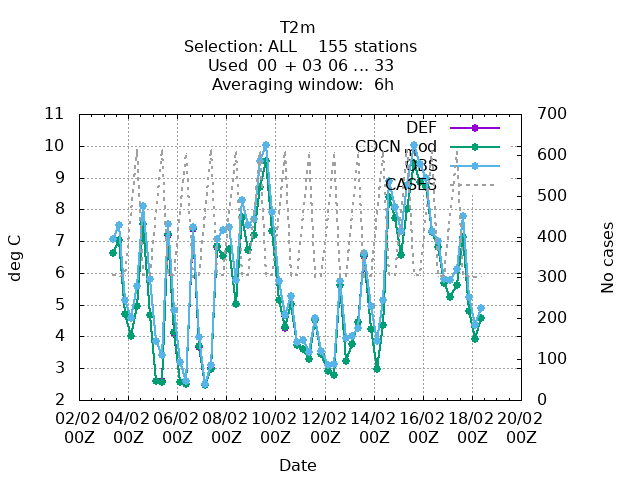 T2m
Selection: ALL    155 stations
Used  00 + 03 06 ... 33
Averaging window:  6h
deg C
No cases
11
10
9
8
7
6
5
4
3
2
700
600
500
400
300
200
100
0
DEF
CDCN_mod
OBS
CASES
02/02 04/02 06/02 08/02 10/02 12/02 14/02 16/02 18/02 20/02
00Z 00Z 00Z 00Z 00Z 00Z 00Z 00Z 00Z 00Z
Date